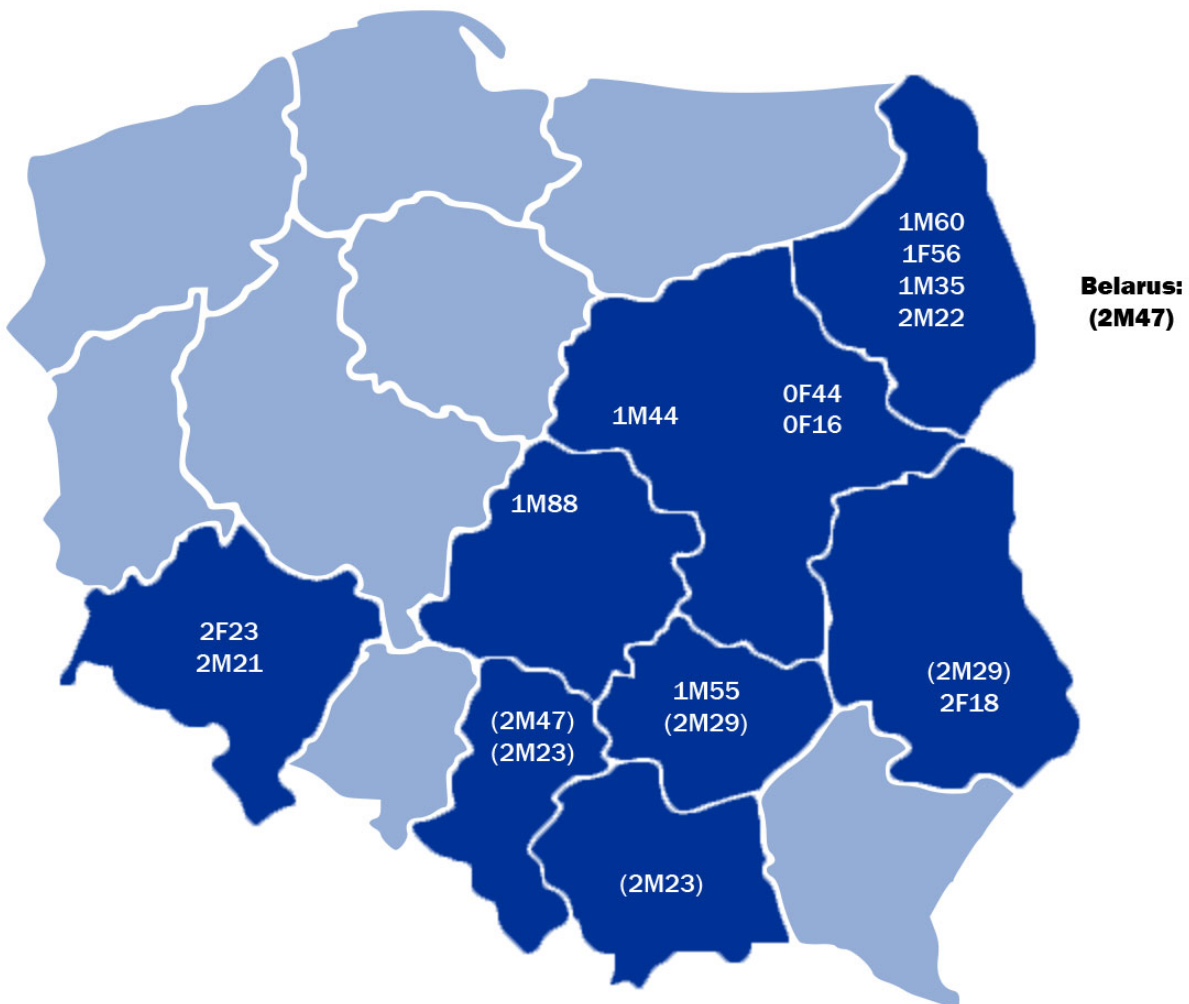 1M60
1F56
1M35
2M22
Belarus:
(2M47)
0F44
0F16
1M44
1M88
2F23
2M21
(2M29)
2F18
1M55
(2M29)
(2M47)
(2M23)
(2M23)